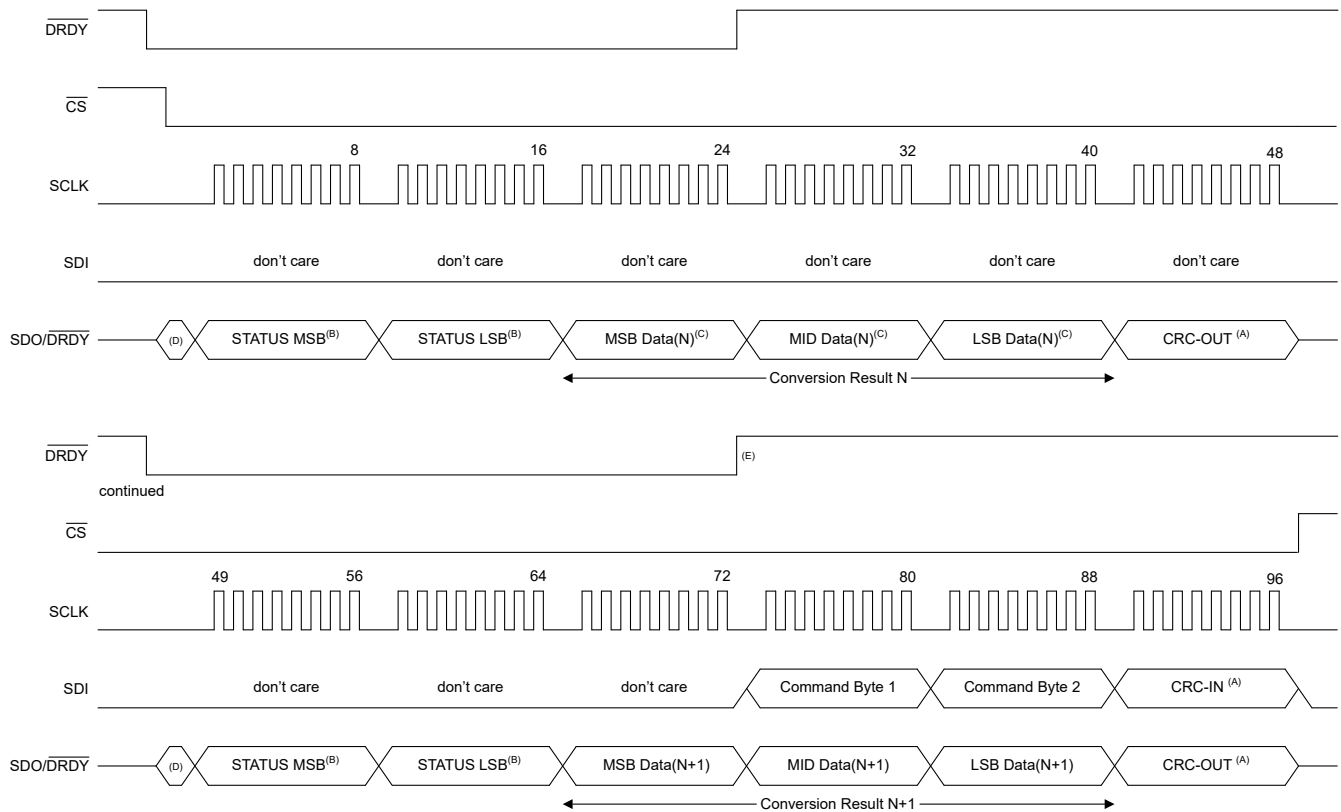 DRDY
CS
8 16 24 32 40 48
SCLK
SDI don't care don't care don't care don't care don't care don't care
SDO/DRDY (D) STATUS MSB(B) STATUS LSB(B) MSB Data(N)(C) MID Data(N)(C) LSB Data(N)(C) CRC-OUT (A)
Conversion Result N
DRDY (E)
continued
CS
49 56 64 72 80 88 96
SCLK
SDI don't care don't care don't care Command Byte 1 Command Byte 2 CRC-IN (A)
SDO/DRDY (D) STATUS MSB(B) STATUS LSB(B) MSB Data(N+1) MID Data(N+1) LSB Data(N+1) CRC-OUT (A)
Conversion Result N+1